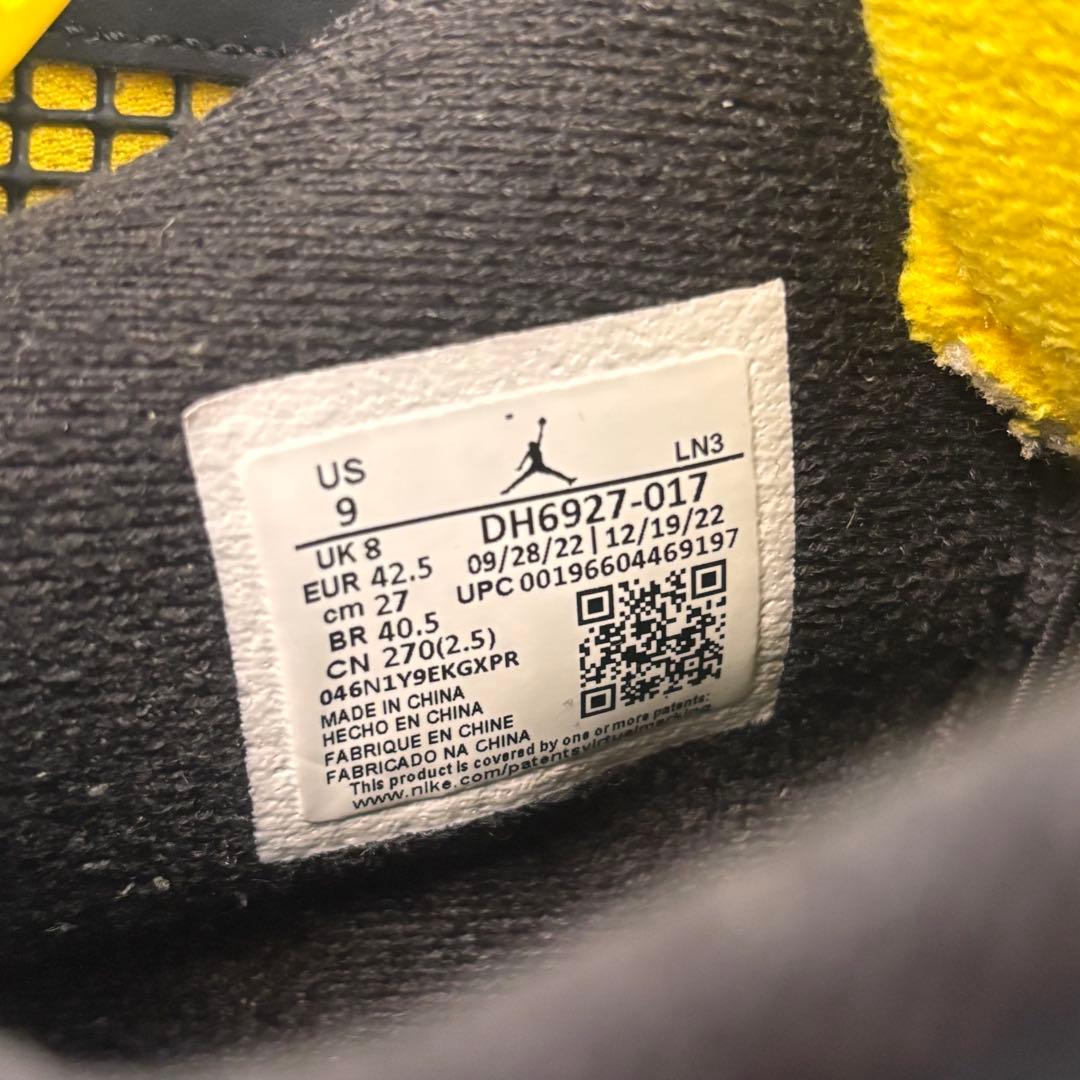 US
9
LN3
DH6927-017
09/28/22 | 12/19/22
UPC 00196604469197
UK 8
EUR 42.5
cm 27
BR 40.5
CN 270(2.5)
046N1Y9EKGXPR
MADE IN CHINA
HECHO EN CHINA
FABRIQUE EN CHINE
FABRICADO NA CHINA
This product is covered by one or more patents:
www.nike.com/patentsvirtualmarking